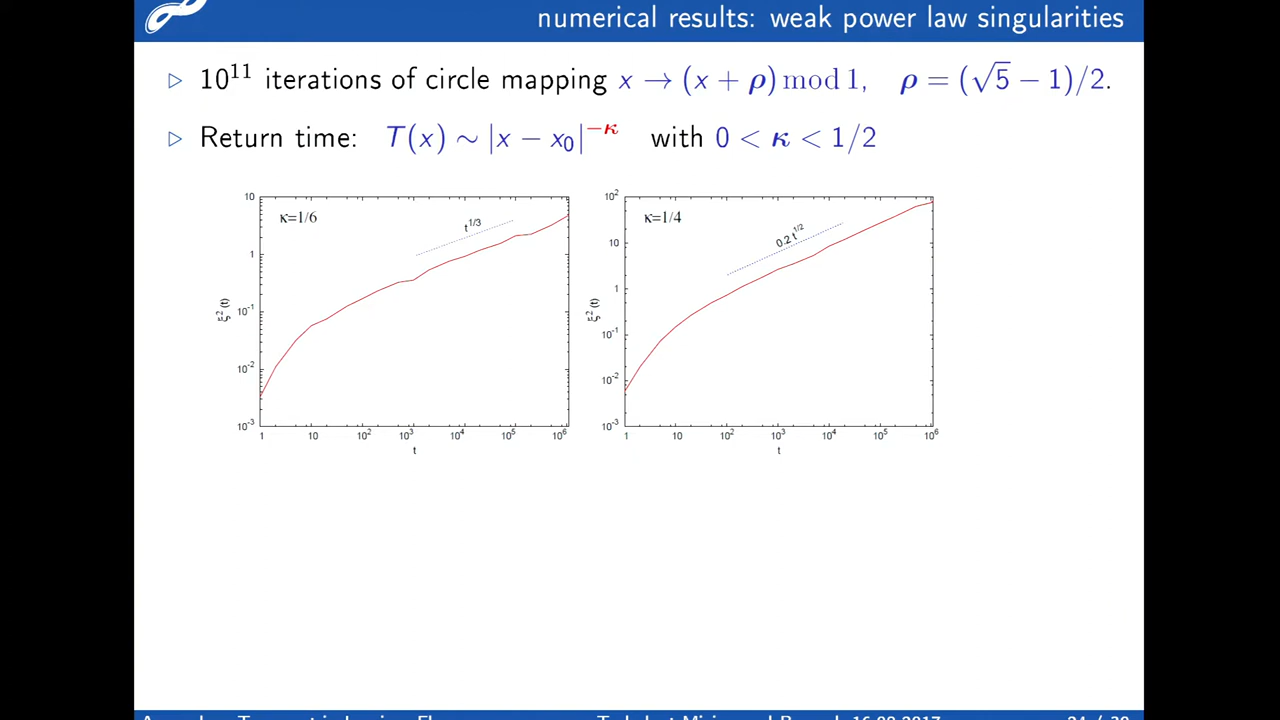 numerical results: weak power law singularities
▷ 10¹¹ iterations of circle mapping x → (x + ρ) mod 1, ρ = (√5 − 1)/2.
▷ Return time: T(x) ∼ |x − x₀|^−κ with 0 < κ < 1/2
κ=1/6
t^1/3
10
1
10^-1
10^-2
10^-3
ξ² (t)
1 10 10² 10³ 10⁴ 10⁵ 10⁶
t
κ=1/4
0.2 t^1/2
10²
10
1
10^-1
10^-2
10^-3
ξ² (t)
1 10 10² 10³ 10⁴ 10⁵ 10⁶
t